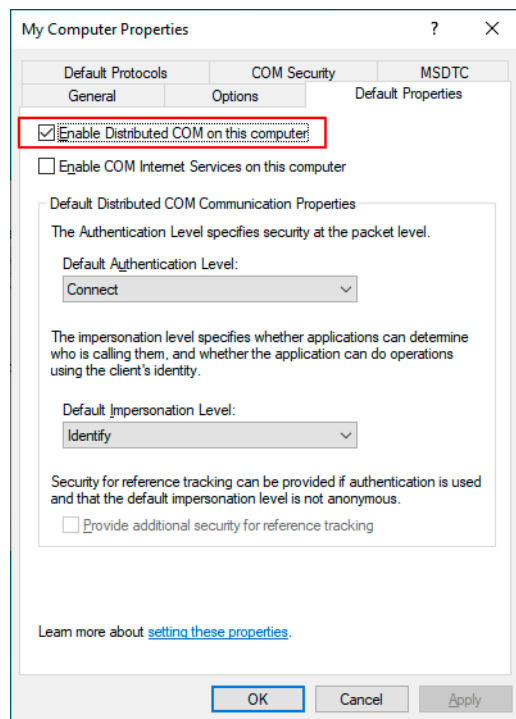 My Computer Properties
?
Default Protocols
COM Security
MSDTC
General
Options
Default Properties
Enable Distributed COM on this computer
Enable COM Internet Services on this computer
Default Distributed COM Communication Properties
The Authentication Level specifies security at the packet level.
Default Authentication Level:
Connect
The impersonation level specifies whether applications can determine
who is calling them, and whether the application can do operations
using the client's identity.
Default Impersonation Level:
Identify
Security for reference tracking can be provided if authentication is used
and that the default impersonation level is not anonymous.
Provide additional security for reference tracking
Learn more about setting these properties.
OK
Cancel
Apply